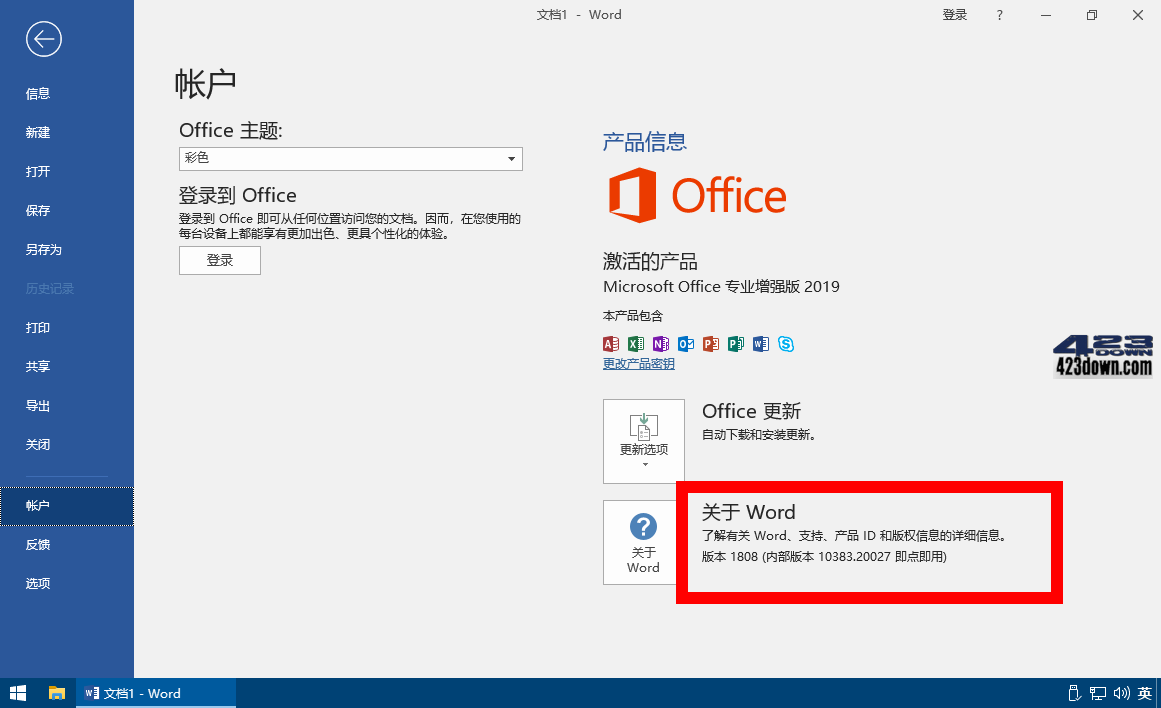 文档1 - Word
登录
?
信息
新建
打开
保存
另存为
历史记录
打印
共享
导出
关闭
帐户
反馈
选项
帐户
Office 主题:
彩色
登录到 Office
登录到 Office 即可从任何位置访问您的文档。因而，在您使用的
每台设备上都能享有更加出色、更具个性化的体验。
登录
产品信息
Office
激活的产品
Microsoft Office 专业增强版 2019
本产品包含
A
X
N
O
P
P
W
S
更改产品密钥
423
DOWN
423down.com
更新选项
Office 更新
自动下载和安装更新。
?
关于
Word
关于 Word
了解有关 Word、支持、产品 ID 和版权信息的详细信息。
版本 1808 (内部版本 10383.20027 即点即用)
W
文档1 - Word
英